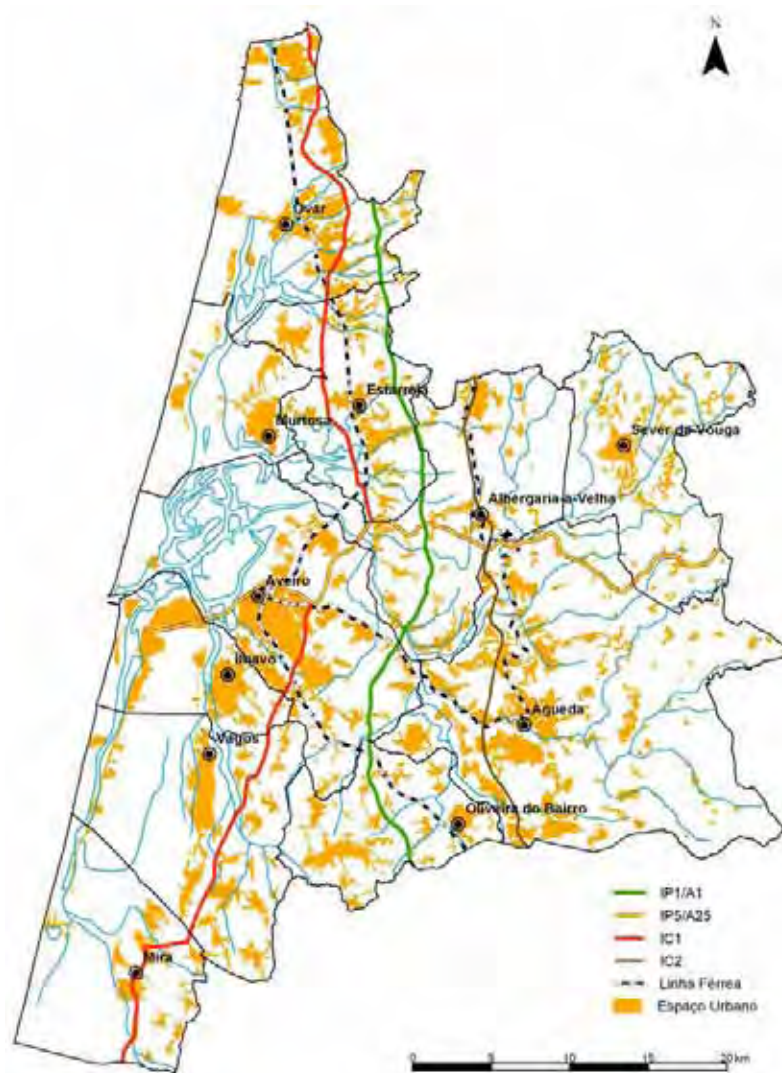 N
Ovar
Estarreja
Murtosa
Sever do Vouga
Albergaria-a-Velha
Aveiro
Ílhavo
Vagos
Águeda
Oliveira do Bairro
Mira
IP1/A1
IP5/A25
IC1
IC2
Linha Férrea
Espaço Urbano
0 5 10 15 20 km